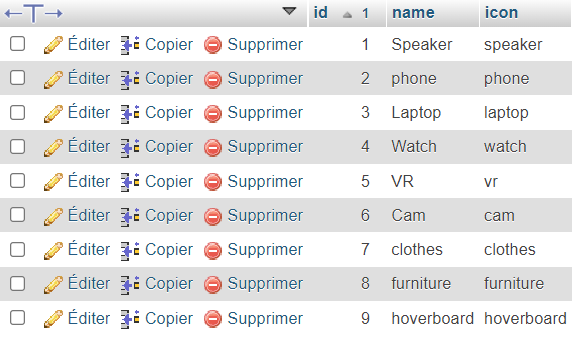 id 1 name icon
Éditer Copier Supprimer 1 Speaker speaker
Éditer Copier Supprimer 2 phone phone
Éditer Copier Supprimer 3 Laptop laptop
Éditer Copier Supprimer 4 Watch watch
Éditer Copier Supprimer 5 VR vr
Éditer Copier Supprimer 6 Cam cam
Éditer Copier Supprimer 7 clothes clothes
Éditer Copier Supprimer 8 furniture furniture
Éditer Copier Supprimer 9 hoverboard hoverboard